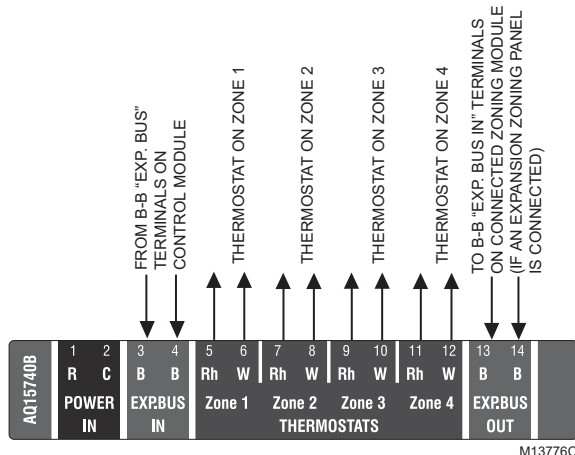 FROM B-B “EXP. BUS”
TERMINALS ON
CONTROL MODULE
THERMOSTAT ON ZONE 1
THERMOSTAT ON ZONE 2
THERMOSTAT ON ZONE 3
THERMOSTAT ON ZONE 4
TO B-B “EXP. BUS IN” TERMINALS
ON CONNECTED ZONING MODULE
(IF AN EXPANSION ZONING PANEL
IS CONNECTED)
AQ15740B
1 2 3 4 5 6 7 8 9 10 11 12 13 14
R C B B Rh W Rh W Rh W Rh W B B
POWER IN
EXP.BUS IN
Zone 1 Zone 2 Zone 3 Zone 4
THERMOSTATS
EXP.BUS OUT
M13776C